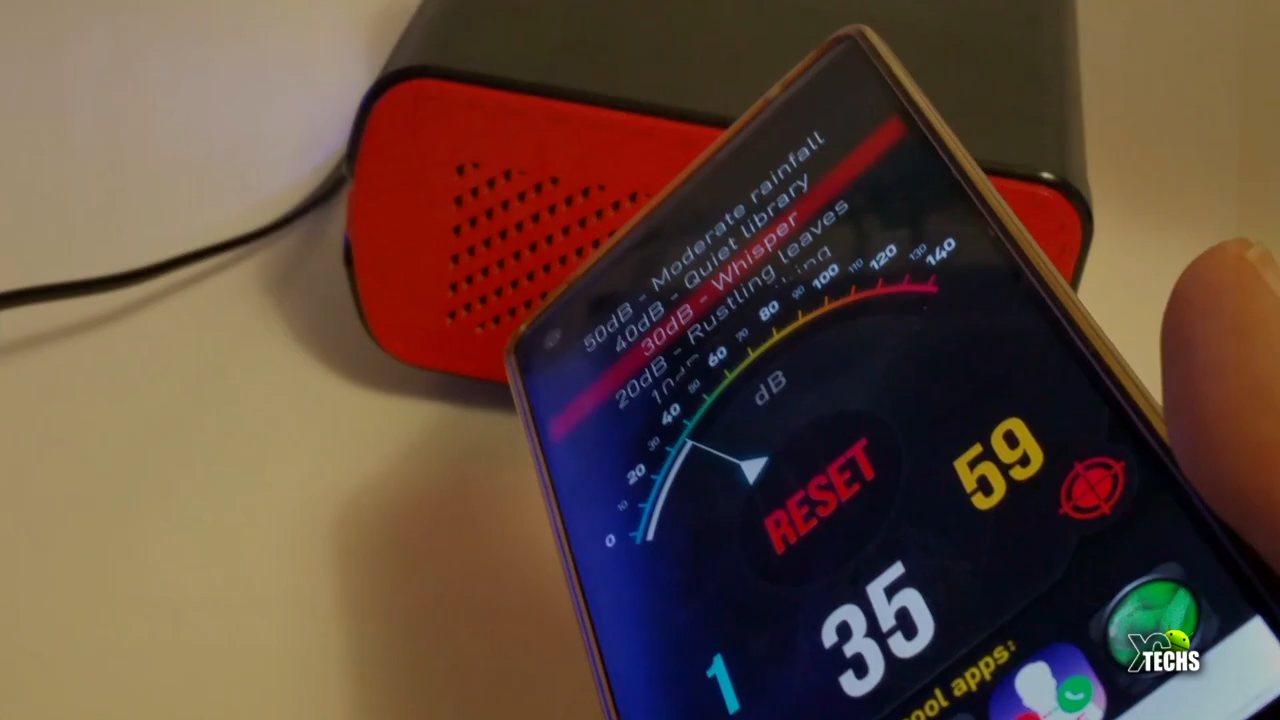 50dB - Moderate rainfall
40dB - Quiet library
30dB - Whisper
20dB - Rustling leaves
0 10 20 30 40 50 60 70 80 90 100 110 120 130 140
dB
RESET
59
35
1
ool apps:
TECHS